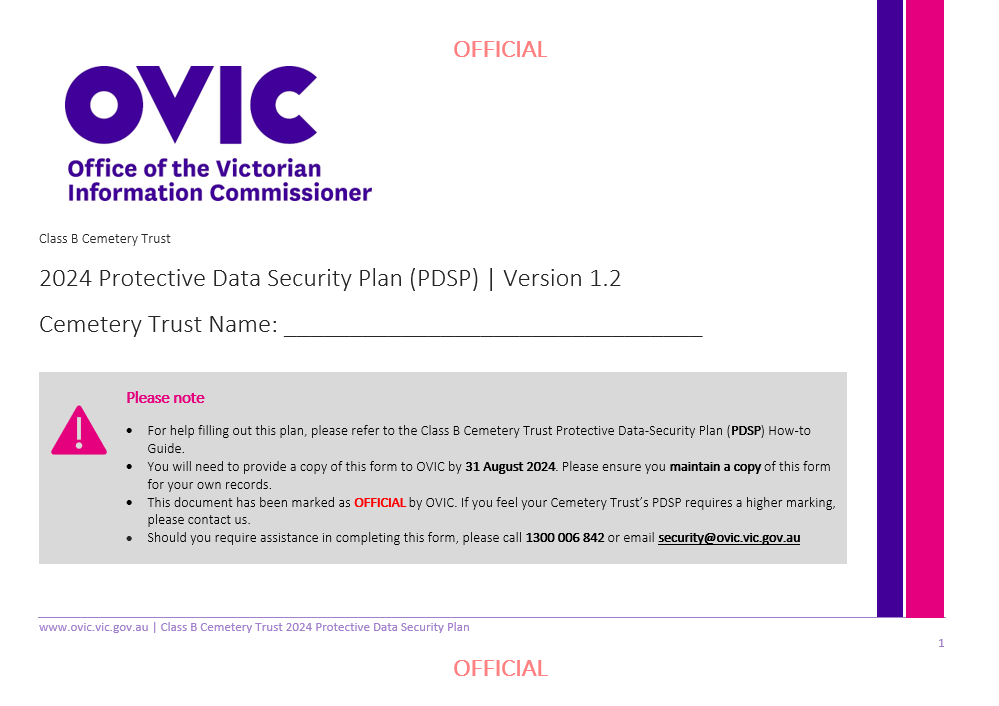 OFFICIAL
OVIC
Office of the Victorian
Information Commissioner
Class B Cemetery Trust
2024 Protective Data Security Plan (PDSP) | Version 1.2
Cemetery Trust Name: ___________________________________
Please note
• For help filling out this plan, please refer to the Class B Cemetery Trust Protective Data-Security Plan (PDSP) How-to
Guide.
• You will need to provide a copy of this form to OVIC by 31 August 2024. Please ensure you maintain a copy of this form
for your own records.
• This document has been marked as OFFICIAL by OVIC. If you feel your Cemetery Trust’s PDSP requires a higher marking,
please contact us.
• Should you require assistance in completing this form, please call 1300 006 842 or email security@ovic.vic.gov.au
www.ovic.vic.gov.au | Class B Cemetery Trust 2024 Protective Data Security Plan
1
OFFICIAL